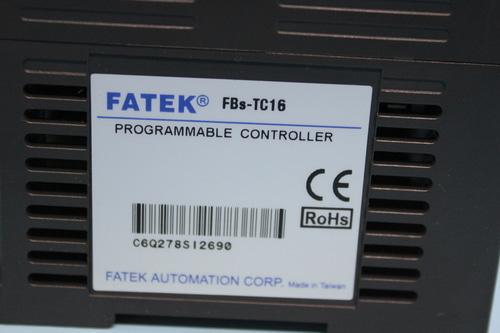 FATEK® FBs-TC16
PROGRAMMABLE CONTROLLER
CE
RoHs
C6Q278SI2690
FATEK AUTOMATION CORP. Made in Taiwan